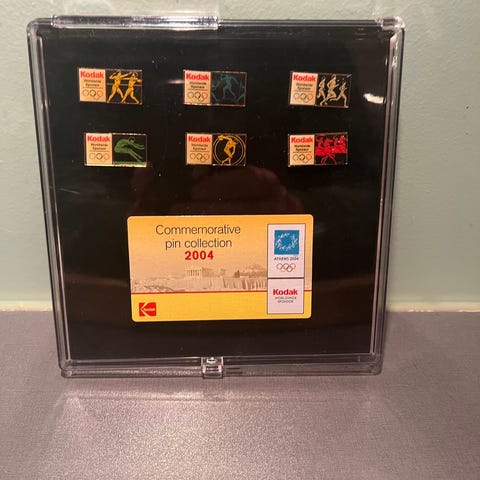 Kodak
Worldwide
Sponsor
Kodak
Worldwide
Sponsor
Kodak
Worldwide
Sponsor
Kodak
Worldwide
Sponsor
Kodak
Worldwide
Sponsor
Kodak
Worldwide
Sponsor
Commemorative
pin collection
2004
ATHENS 2004
Kodak
WORLDWIDE
SPONSOR
Kodak